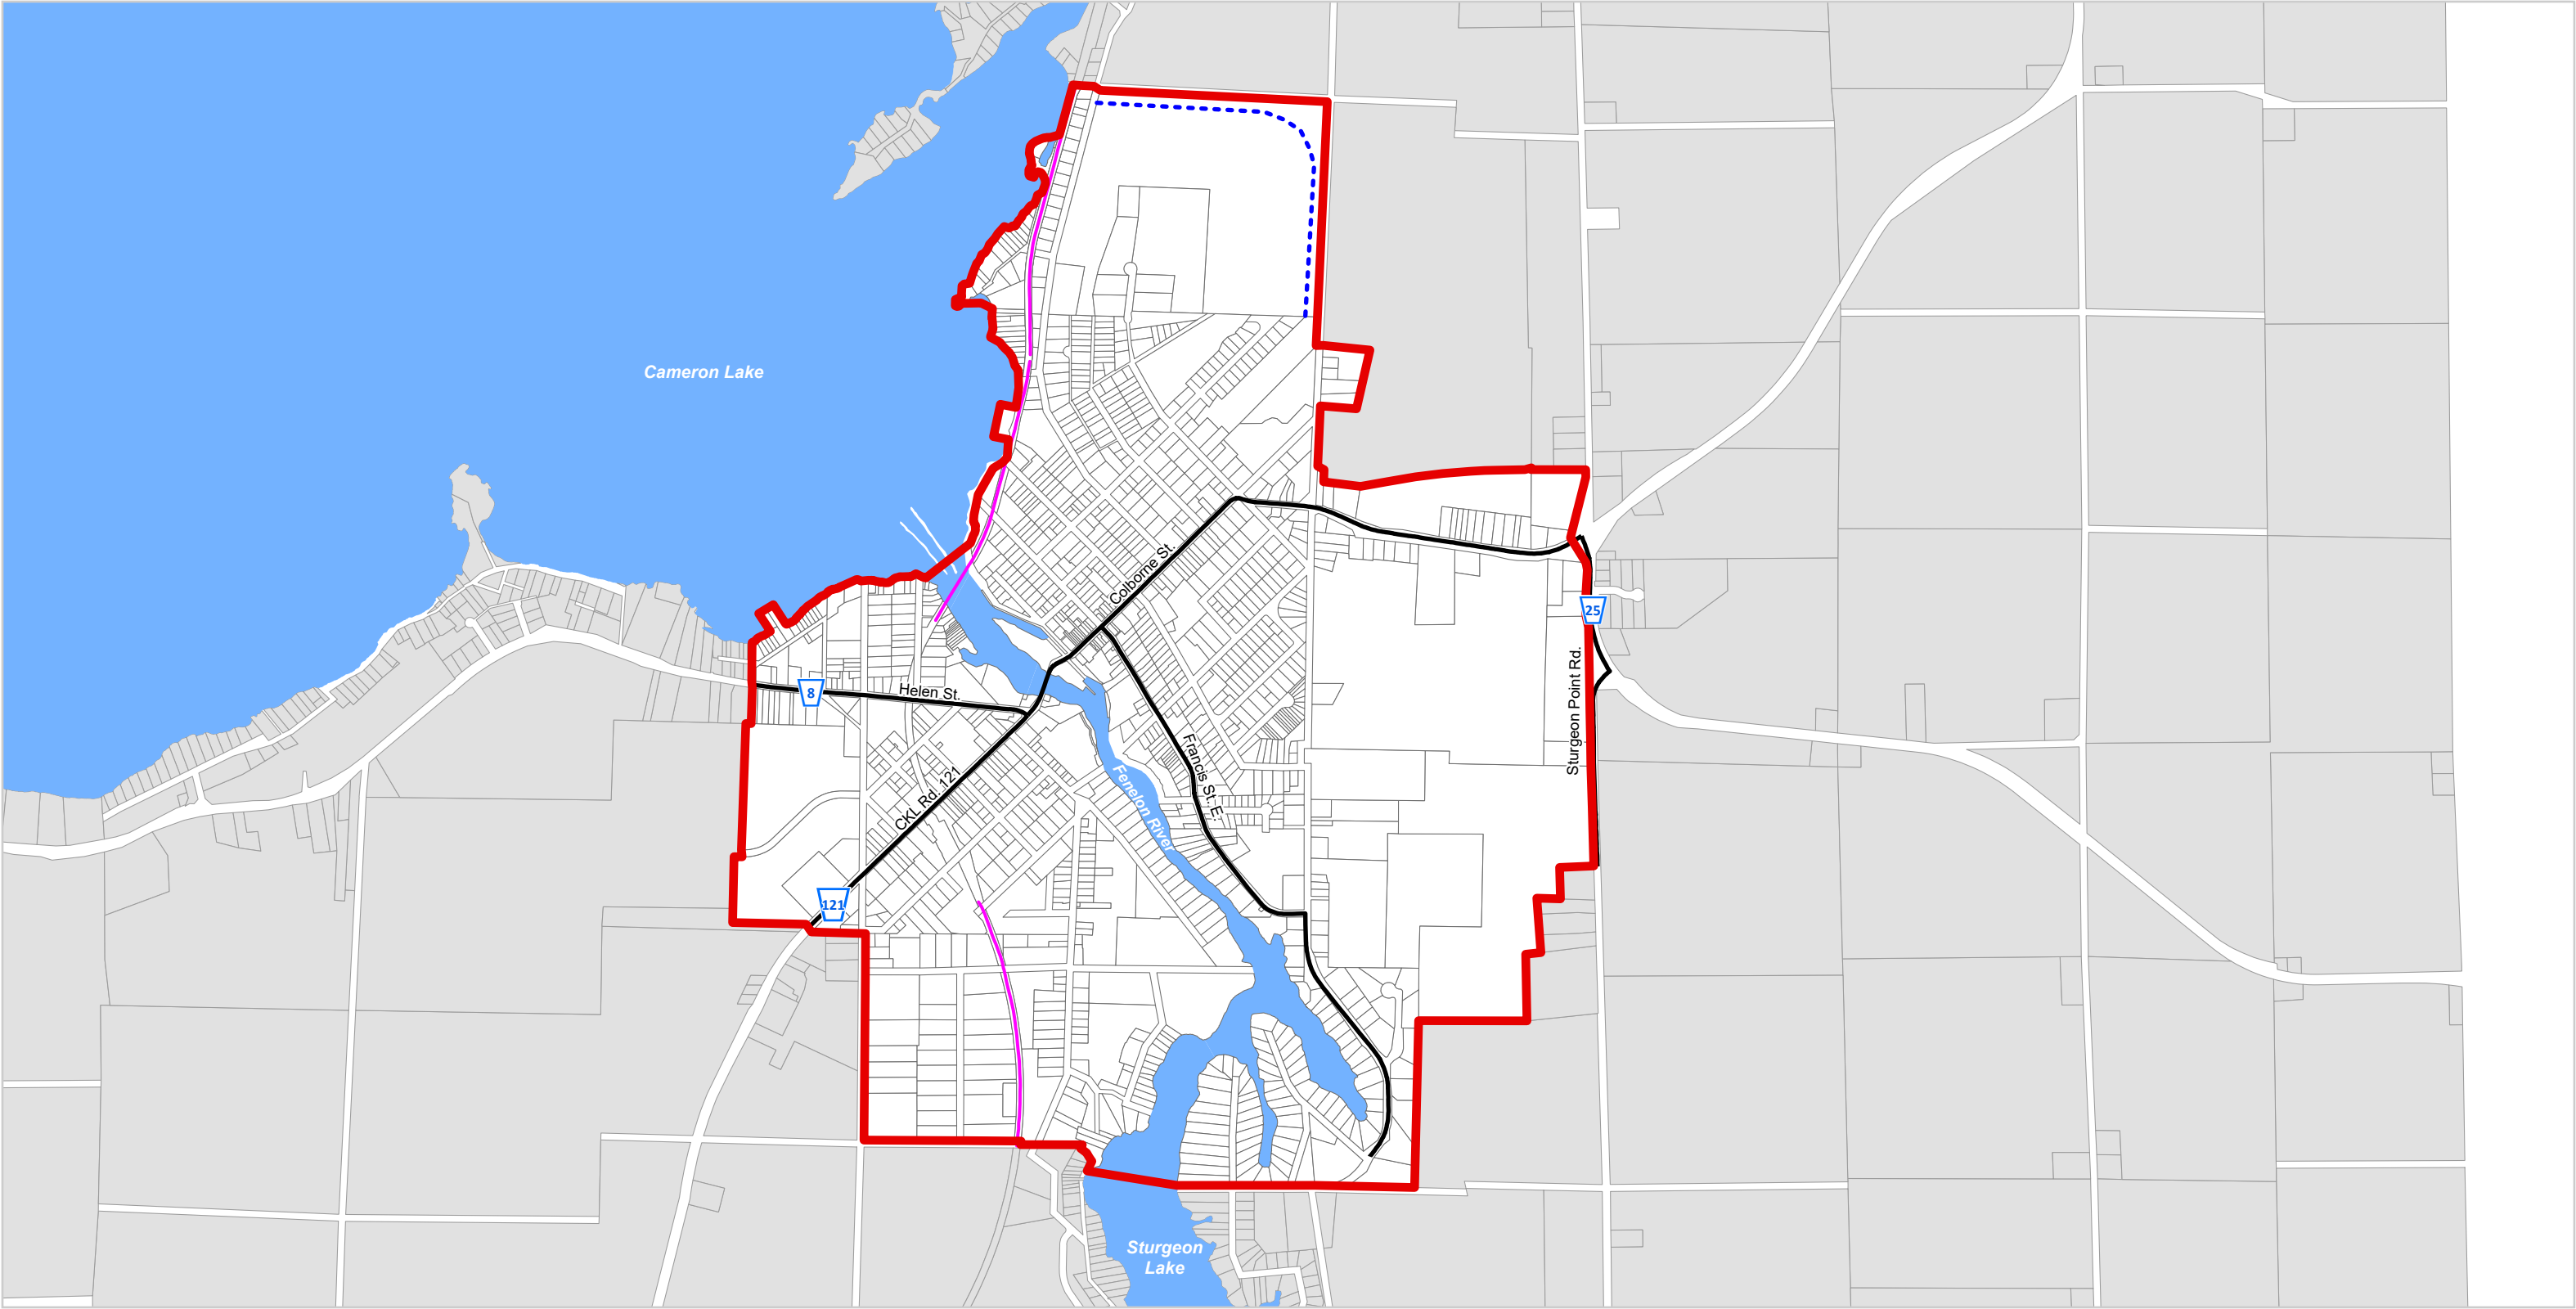 Cameron Lake
Colborne St.
25
Sturgeon Point Rd.
8
Helen St.
Francis St. E.
Fenelon River
CKL Rd. 121
121
Sturgeon
Lake